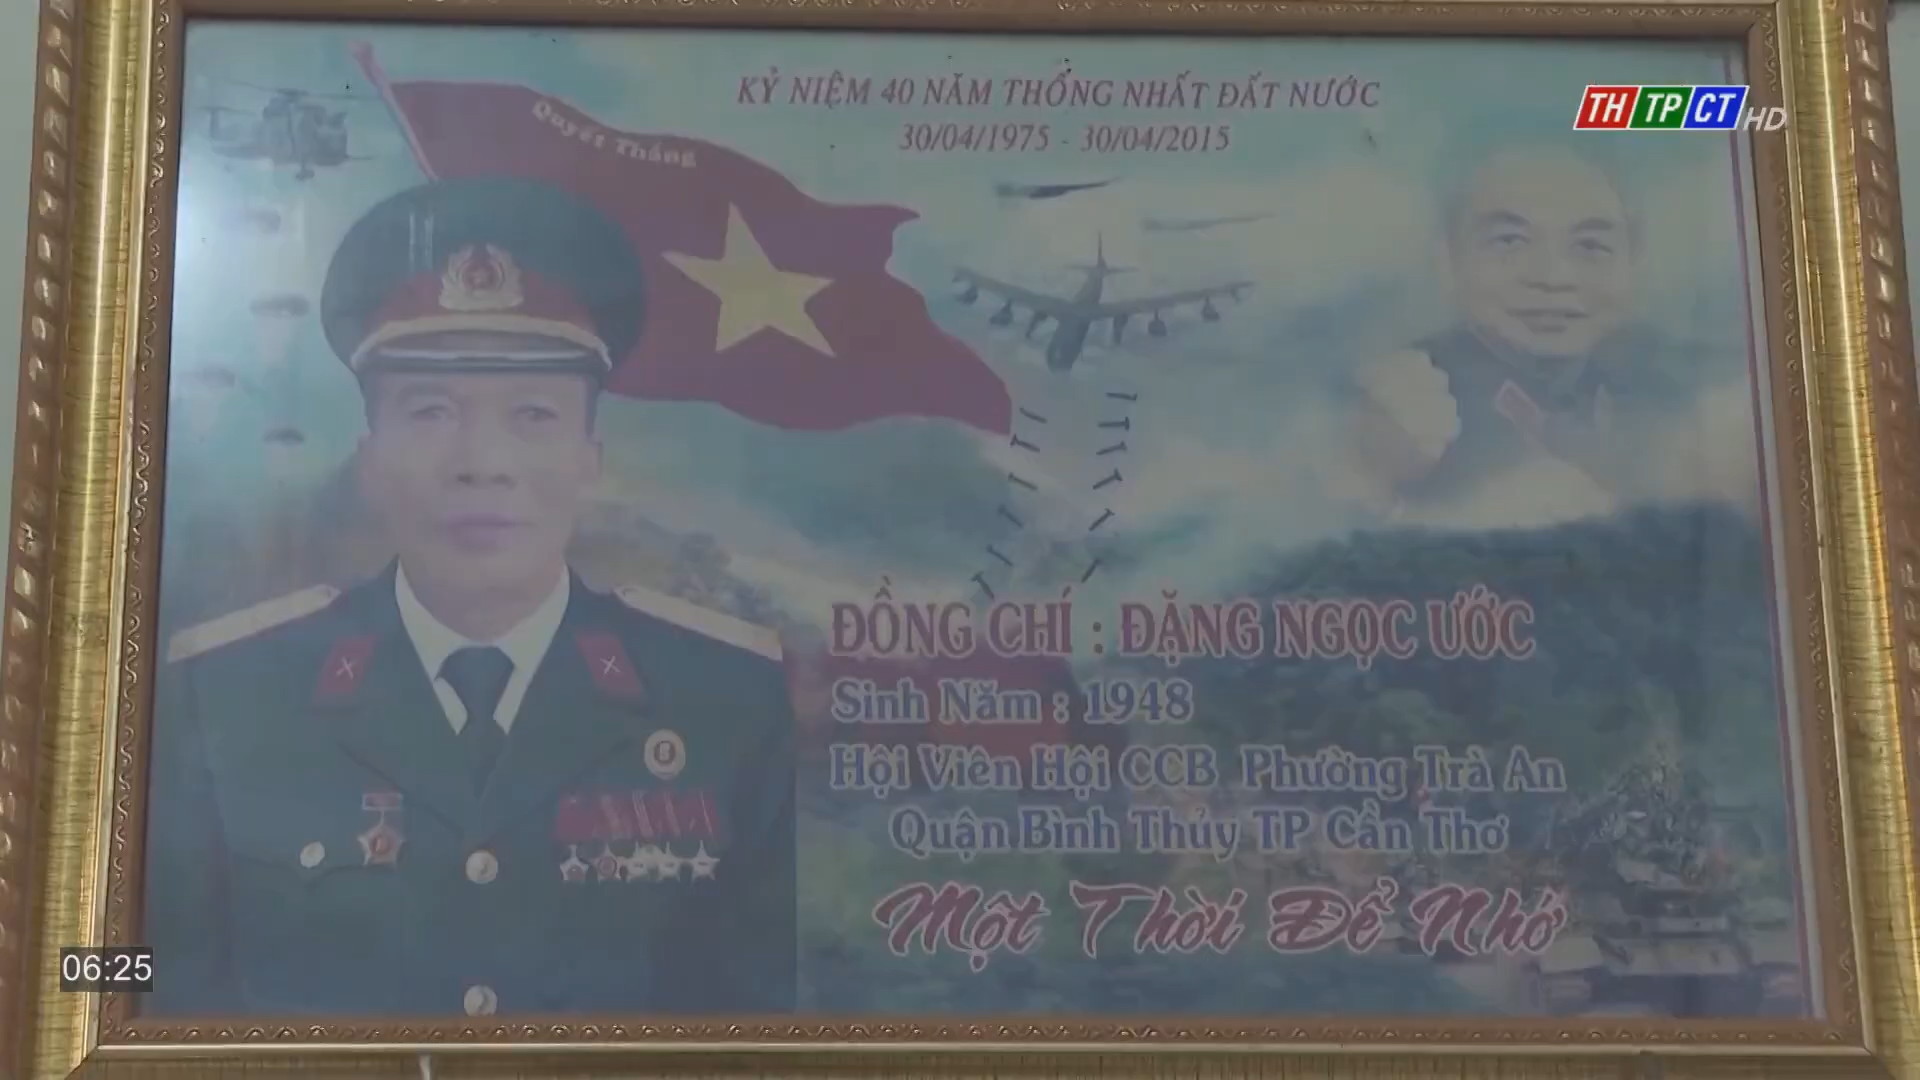 KỶ NIỆM 40 NĂM THỐNG NHẤT ĐẤT NƯỚC
30/04/1975 - 30/04/2015
TH TP CT HD
Quyết Thắng
ĐỒNG CHÍ : ĐẶNG NGỌC ƯỚC
Sinh Năm : 1948
Hội Viên Hội CCB Phường Trà An
Quận Bình Thủy TP Cần Thơ
Một Thời Để Nhớ
06:25